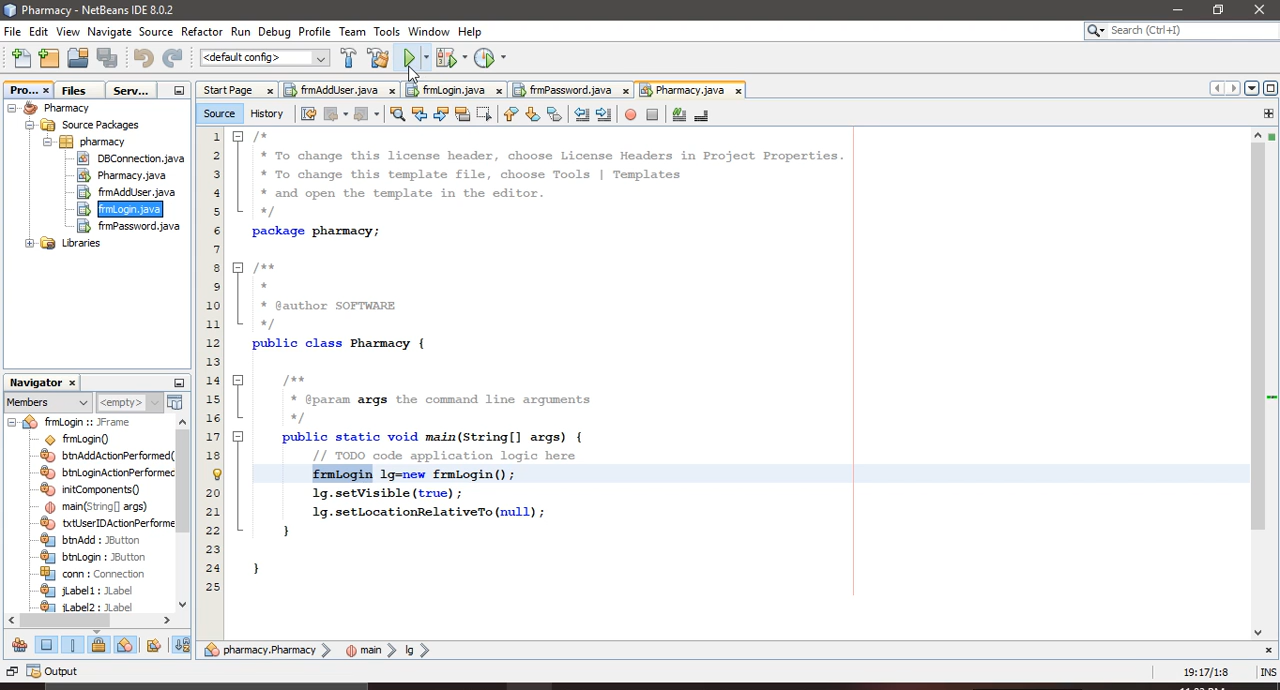 Pharmacy - NetBeans IDE 8.0.2
File Edit View Navigate Source Refactor Run Debug Profile Team Tools Window Help
Search (Ctrl+I)
<default config>
Pro... Files Serv...
Start Page frmAddUser.java frmLogin.java frmPassword.java Pharmacy.java
Source History
Pharmacy
Source Packages
pharmacy
DBConnection.java
Pharmacy.java
frmAddUser.java
frmLogin.java
frmPassword.java
Libraries
Navigator
Members <empty>
frmLogin :: JFrame
frmLogin()
btnAddActionPerformed(
btnLoginActionPerformed
initComponents()
main(String[] args)
txtUserIDActionPerforme
btnAdd : JButton
btnLogin : JButton
conn : Connection
jLabel1 : JLabel
jLabel2 : JLabel
1 /*
2 * To change this license header, choose License Headers in Project Properties.
3 * To change this template file, choose Tools | Templates
4 * and open the template in the editor.
5 */
6 package pharmacy;
7
8 /**
9 *
10 * @author SOFTWARE
11 */
12 public class Pharmacy {
13
14 /**
15 * @param args the command line arguments
16 */
17 public static void main(String[] args) {
18 // TODO code application logic here
frmLogin lg=new frmLogin();
20 lg.setVisible(true);
21 lg.setLocationRelativeTo(null);
22 }
23
24 }
25
pharmacy.Pharmacy main lg
Output
19:17/1:8 INS